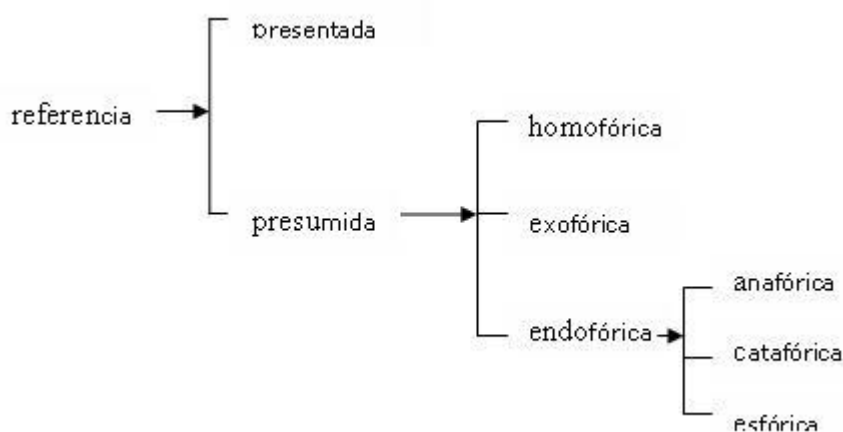 presentada
referencia
homofórica
presumida
exofórica
anafórica
endofórica
catafórica
esfórica